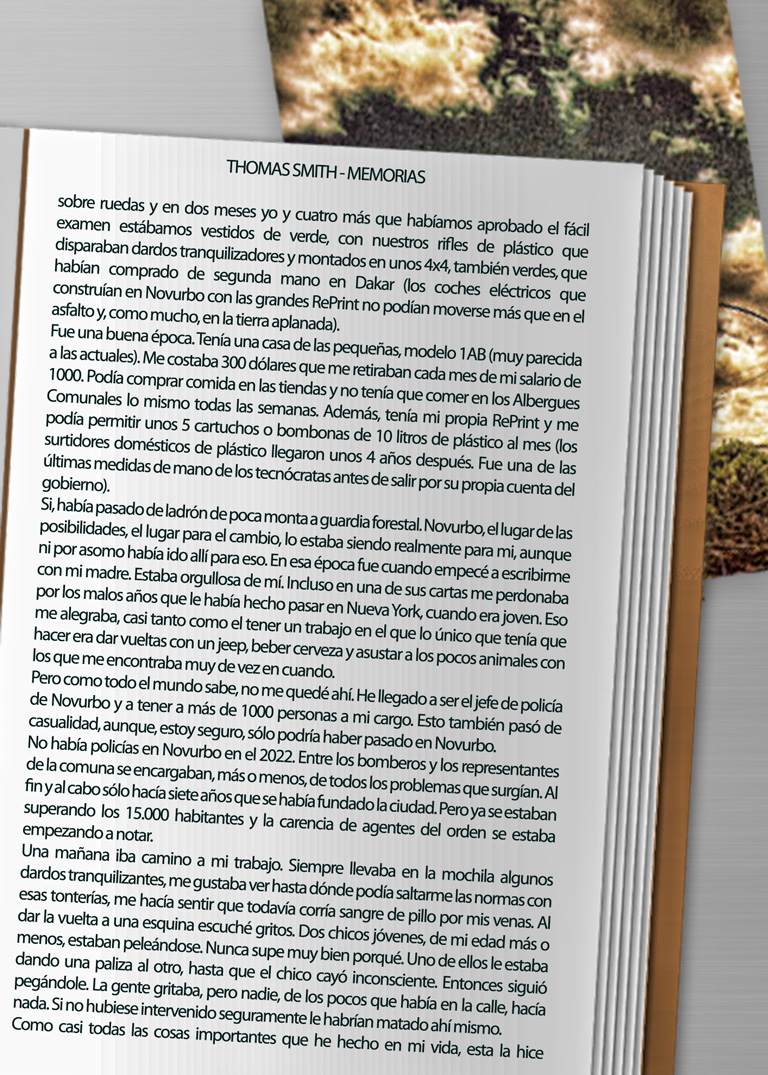 THOMAS SMITH - MEMORIAS
sobre ruedas y en dos meses yo y cuatro más que habíamos aprobado el fácil
examen estábamos vestidos de verde, con nuestros rifles de plástico que
disparaban dardos tranquilizadores y montados en unos 4x4, también verdes, que
habían comprado de segunda mano en Dakar (los coches eléctricos que
construían en Novurbo con las grandes RePrint no podían moverse más que en el
asfalto y, como mucho, en la tierra aplanada).
Fue una buena época. Tenía una casa de las pequeñas, modelo 1AB (muy parecida
a las actuales). Me costaba 300 dólares que me retiraban cada mes de mi salario de
1000. Podía comprar comida en las tiendas y no tenía que comer en los Albergues
Comunales lo mismo todas las semanas. Además, tenía mi propia RePrint y me
podía permitir unos 5 cartuchos o bombonas de 10 litros de plástico al mes (los
surtidores domésticos de plástico llegaron unos 4 años después. Fue una de las
últimas medidas de mano de los tecnócratas antes de salir por su propia cuenta del
gobierno).
Si, había pasado de ladrón de poca monta a guardia forestal. Novurbo, el lugar de las
posibilidades, el lugar para el cambio, lo estaba siendo realmente para mi, aunque
ni por asomo había ido allí para eso. En esa época fue cuando empecé a escribirme
con mi madre. Estaba orgullosa de mí. Incluso en una de sus cartas me perdonaba
por los malos años que le había hecho pasar en Nueva York, cuando era joven. Eso
me alegraba, casi tanto como el tener un trabajo en el que lo único que tenía que
hacer era dar vueltas con un jeep, beber cerveza y asustar a los pocos animales con
los que me encontraba muy de vez en cuando.
Pero como todo el mundo sabe, no me quedé ahí. He llegado a ser el jefe de policía
de Novurbo y a tener a más de 1000 personas a mi cargo. Esto también pasó de
casualidad, aunque, estoy seguro, sólo podría haber pasado en Novurbo.
No había policías en Novurbo en el 2022. Entre los bomberos y los representantes
de la comuna se encargaban, más o menos, de todos los problemas que surgían. Al
fin y al cabo sólo hacía siete años que se había fundado la ciudad. Pero ya se estaban
superando los 15.000 habitantes y la carencia de agentes del orden se estaba
empezando a notar.
Una mañana iba camino a mi trabajo. Siempre llevaba en la mochila algunos
dardos tranquilizantes, me gustaba ver hasta dónde podía saltarme las normas con
esas tonterías, me hacía sentir que todavía corría sangre de pillo por mis venas. Al
dar la vuelta a una esquina escuché gritos. Dos chicos jóvenes, de mi edad más o
menos, estaban peleándose. Nunca supe muy bien porqué. Uno de ellos le estaba
dando una paliza al otro, hasta que el chico cayó inconsciente. Entonces siguió
pegándole. La gente gritaba, pero nadie, de los pocos que había en la calle, hacía
nada. Si no hubiese intervenido seguramente le habrían matado ahí mismo.
Como casi todas las cosas importantes que he hecho en mi vida, esta la hice